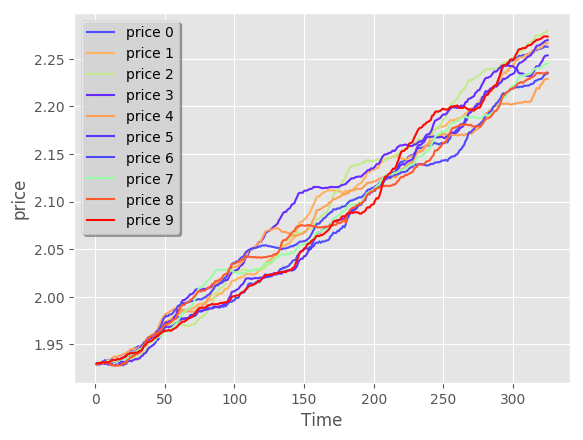 price 0
price 1
price 2
price 3
price 4
price 5
price 6
price 7
price 8
price 9
2.25
2.20
2.15
2.10
2.05
2.00
1.95
price
0 50 100 150 200 250 300
Time